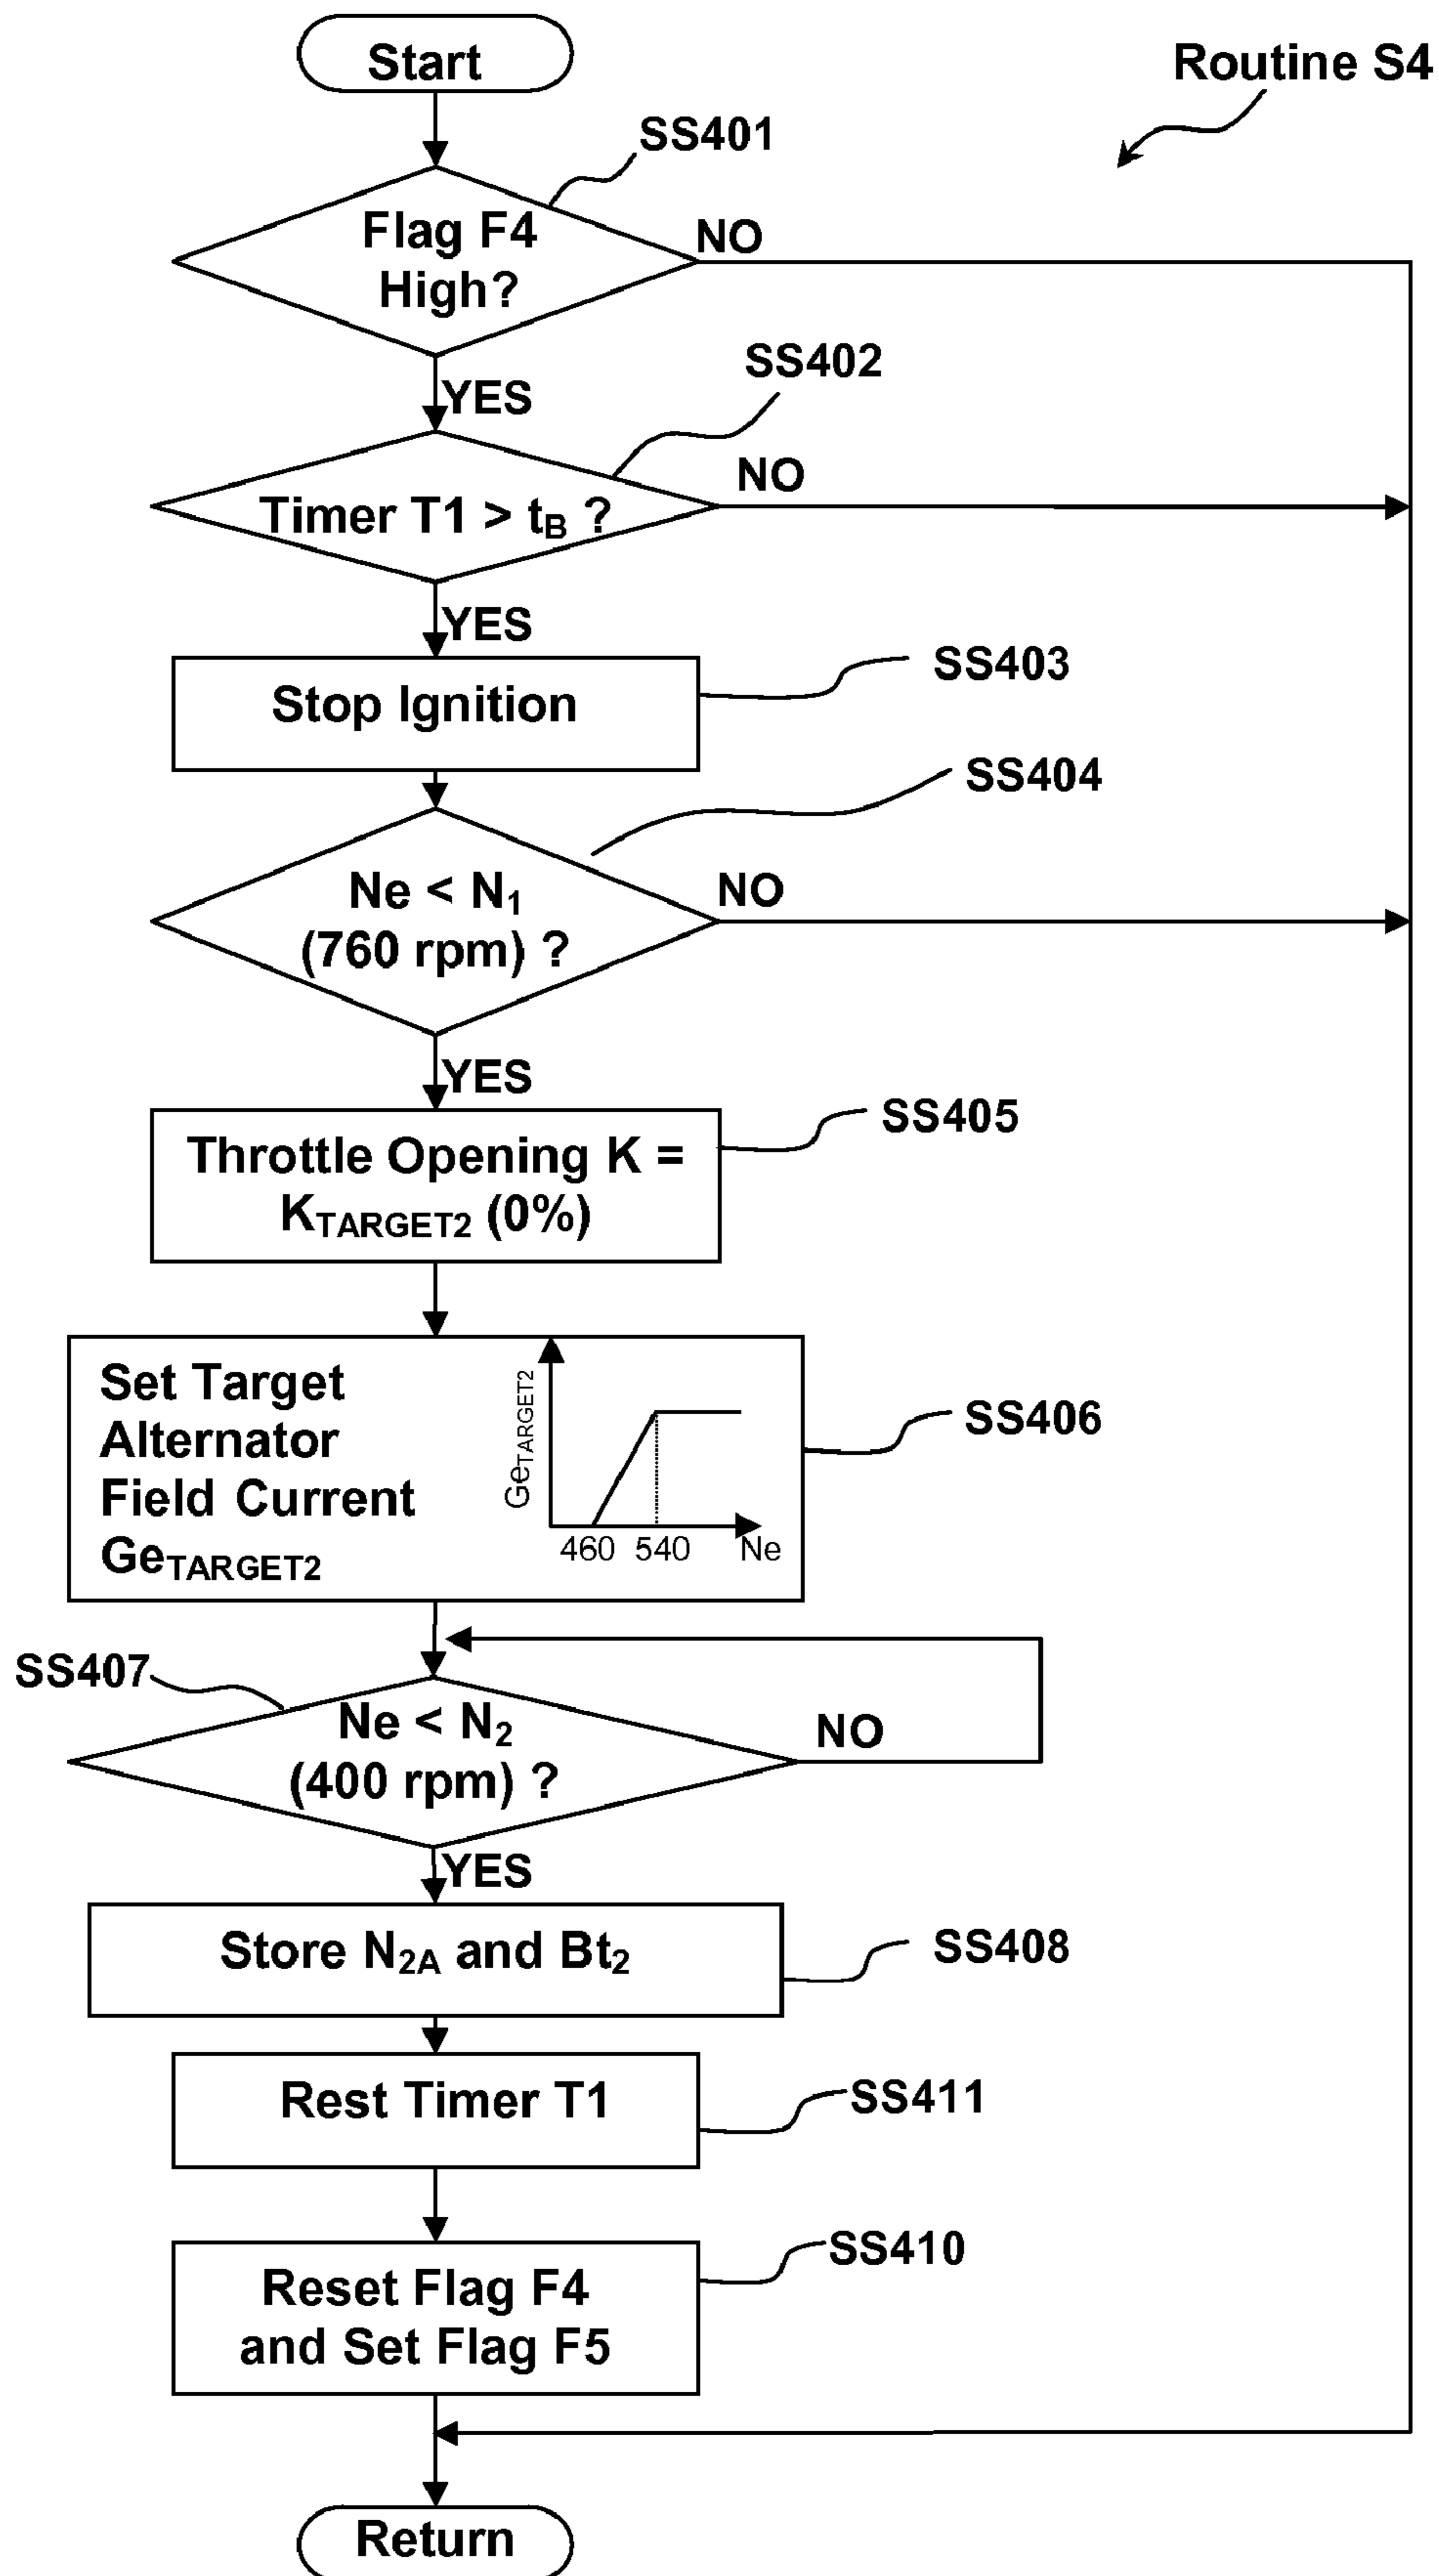 Start
Routine S4
SS401
Flag F4
High?
NO
YES
SS402
Timer T1 > tB ?
NO
YES
Stop Ignition
SS403
SS404
Ne < N1
(760 rpm) ?
NO
YES
SS405
Throttle Opening K =
KTARGET2 (0%)
Set Target
Alternator
Field Current
GeTARGET2
GeTARGET2
460 540 Ne
SS406
SS407
Ne < N2
(400 rpm) ?
NO
YES
Store N2A and Bt2
SS408
Rest Timer T1
SS411
SS410
Reset Flag F4
and Set Flag F5
Return